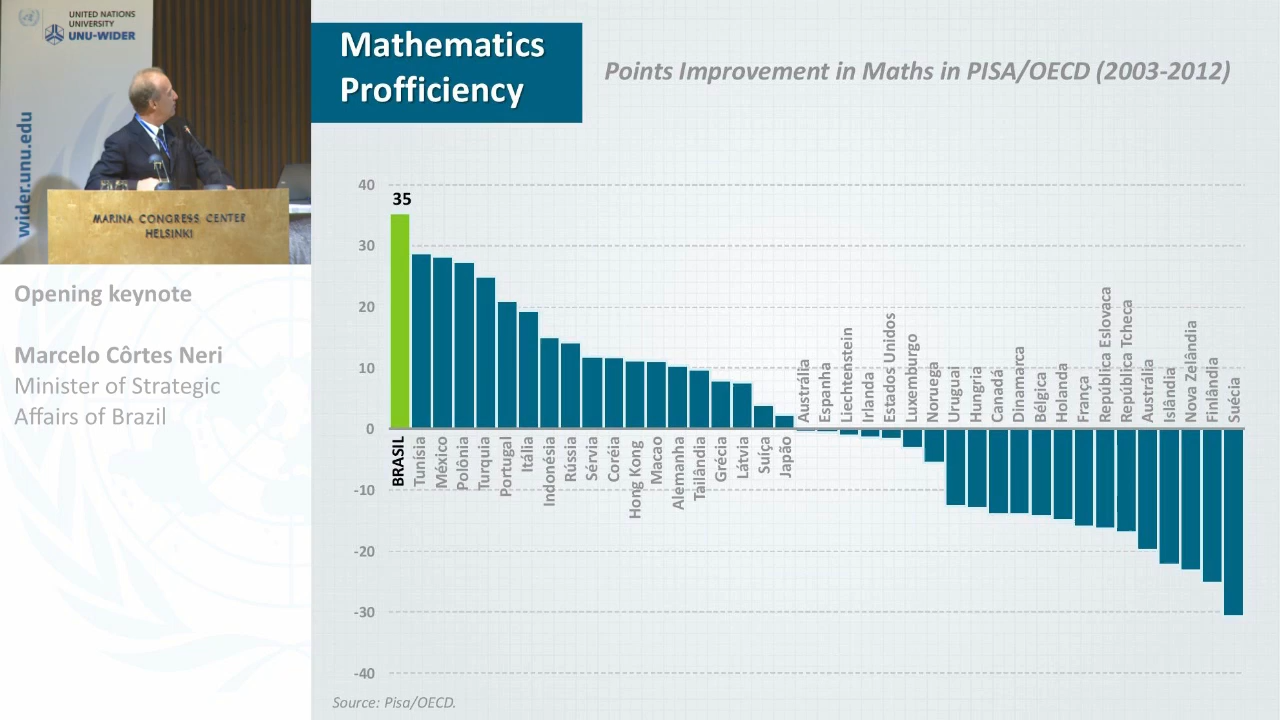 UNITED NATIONS
UNIVERSITY
UNU-WIDER
wider.unu.edu
MARINA CONGRESS CENTER
HELSINKI
Opening keynote
Marcelo Côrtes Neri
Minister of Strategic
Affairs of Brazil
Mathematics
Profficiency
Points Improvement in Maths in PISA/OECD (2003-2012)
40
30
20
10
0
-10
-20
-30
-40
35
BRASIL
Tunísia
México
Polônia
Turquia
Portugal
Itália
Indonésia
Rússia
Sérvia
Coréia
Hong Kong
Macao
Alemanha
Tailândia
Grécia
Látvia
Suíça
Japão
Austrália
Espanha
Liechtenstein
Irlanda
Estados Unidos
Luxemburgo
Noruega
Uruguai
Hungria
Canadá
Dinamarca
Bélgica
Holanda
França
República Eslovaca
República Tcheca
Austrália
Islândia
Nova Zelândia
Finlândia
Suécia
Source: Pisa/OECD.